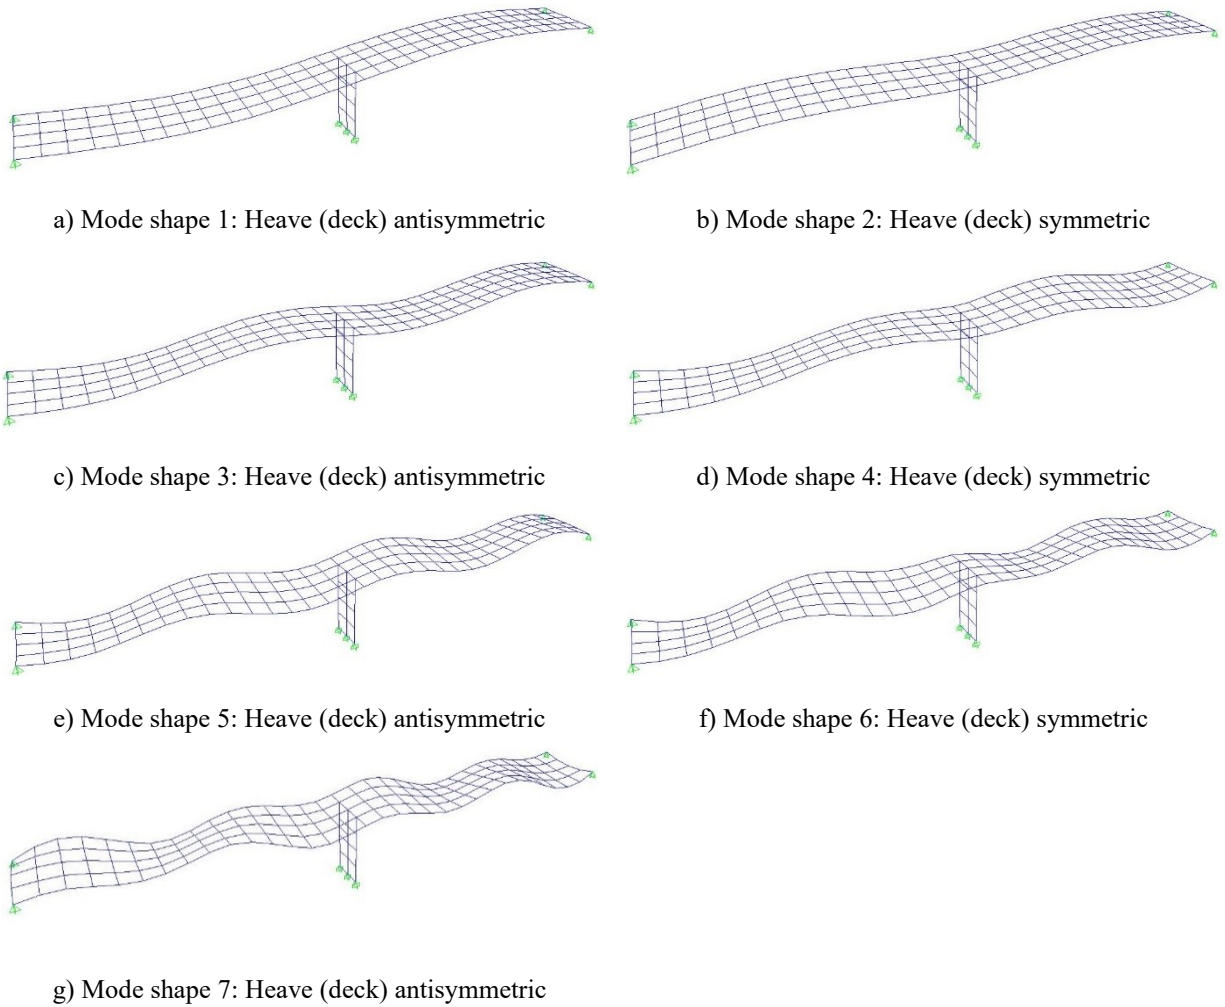 a) Mode shape 1: Heave (deck) antisymmetric
b) Mode shape 2: Heave (deck) symmetric
c) Mode shape 3: Heave (deck) antisymmetric
d) Mode shape 4: Heave (deck) symmetric
e) Mode shape 5: Heave (deck) antisymmetric
f) Mode shape 6: Heave (deck) symmetric
g) Mode shape 7: Heave (deck) antisymmetric